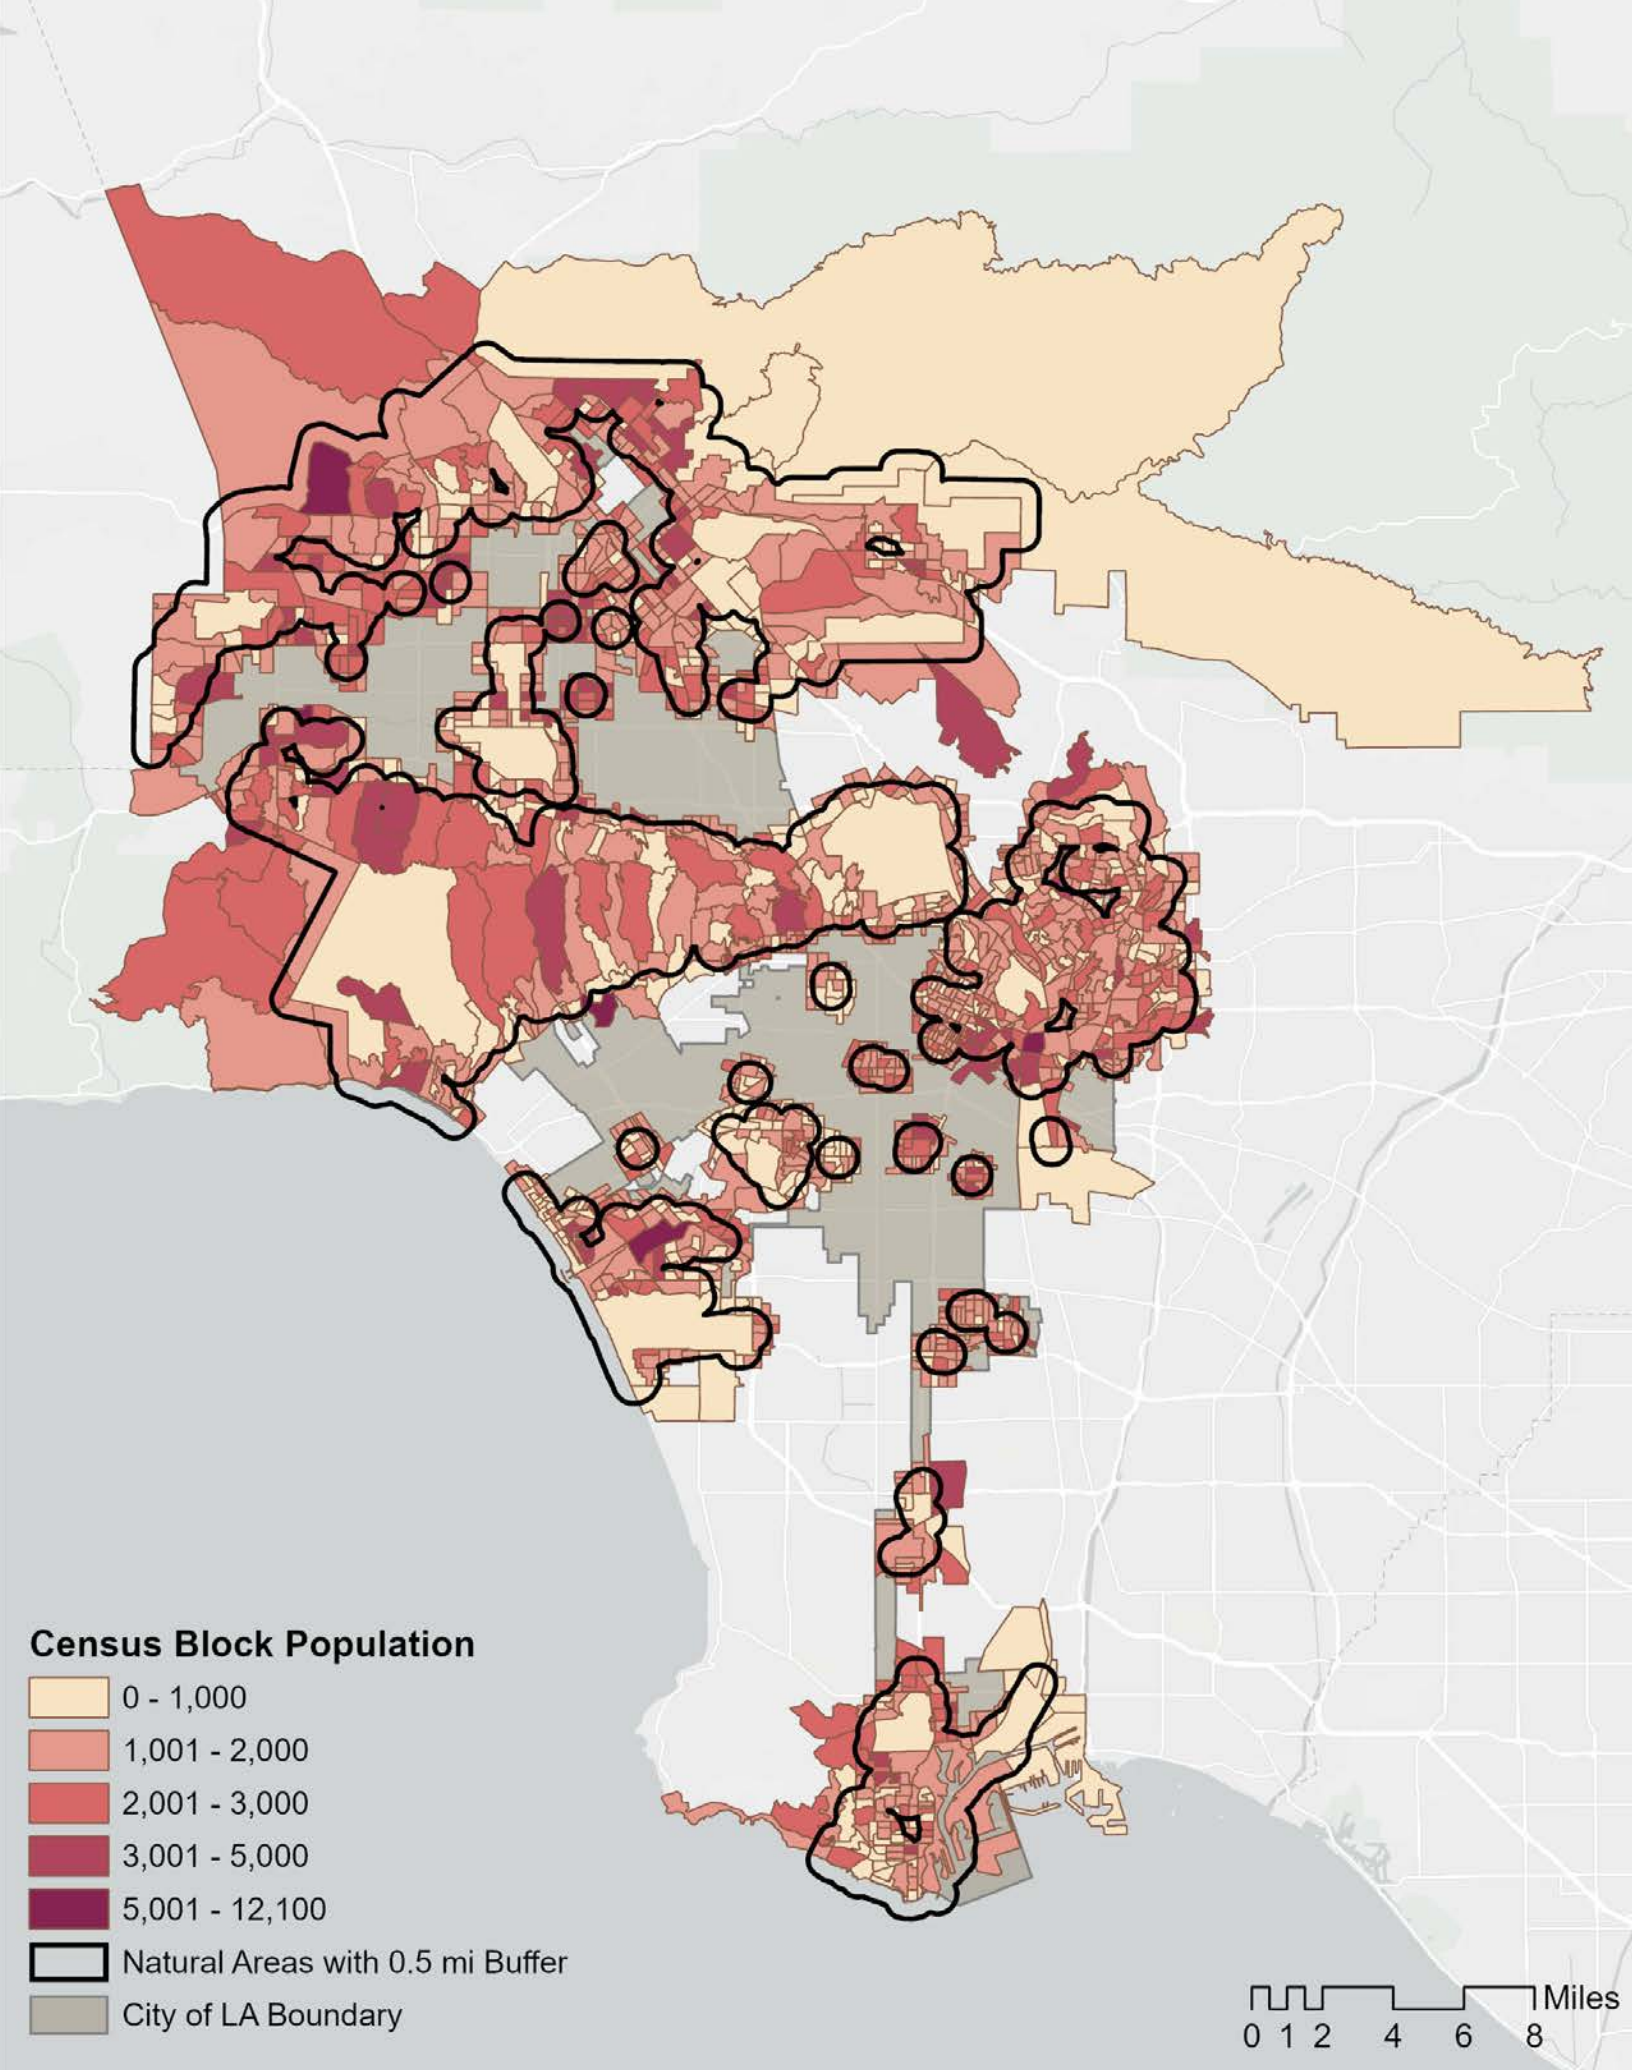 Census Block Population
0 - 1,000
1,001 - 2,000
2,001 - 3,000
3,001 - 5,000
5,001 - 12,100
Natural Areas with 0.5 mi Buffer
City of LA Boundary
Miles
0 1 2 4 6 8